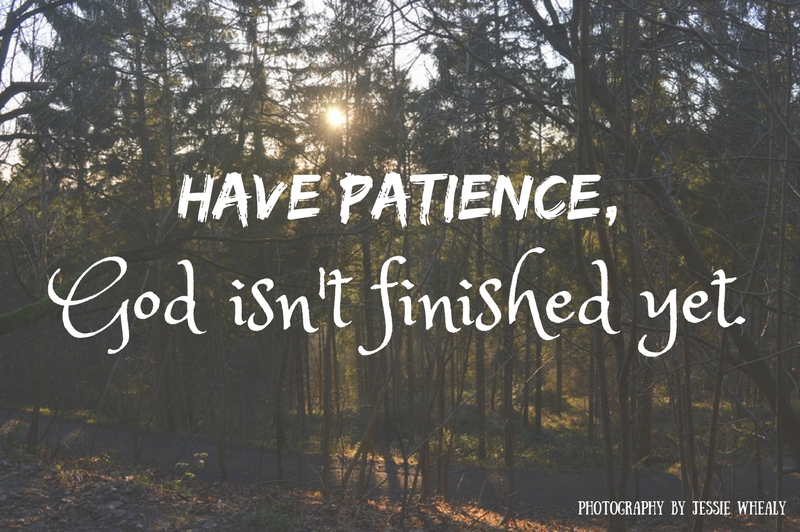 HAVE PATIENCE,
God isn't finished yet.
PHOTOGRAPHY BY JESSIE WHEALY